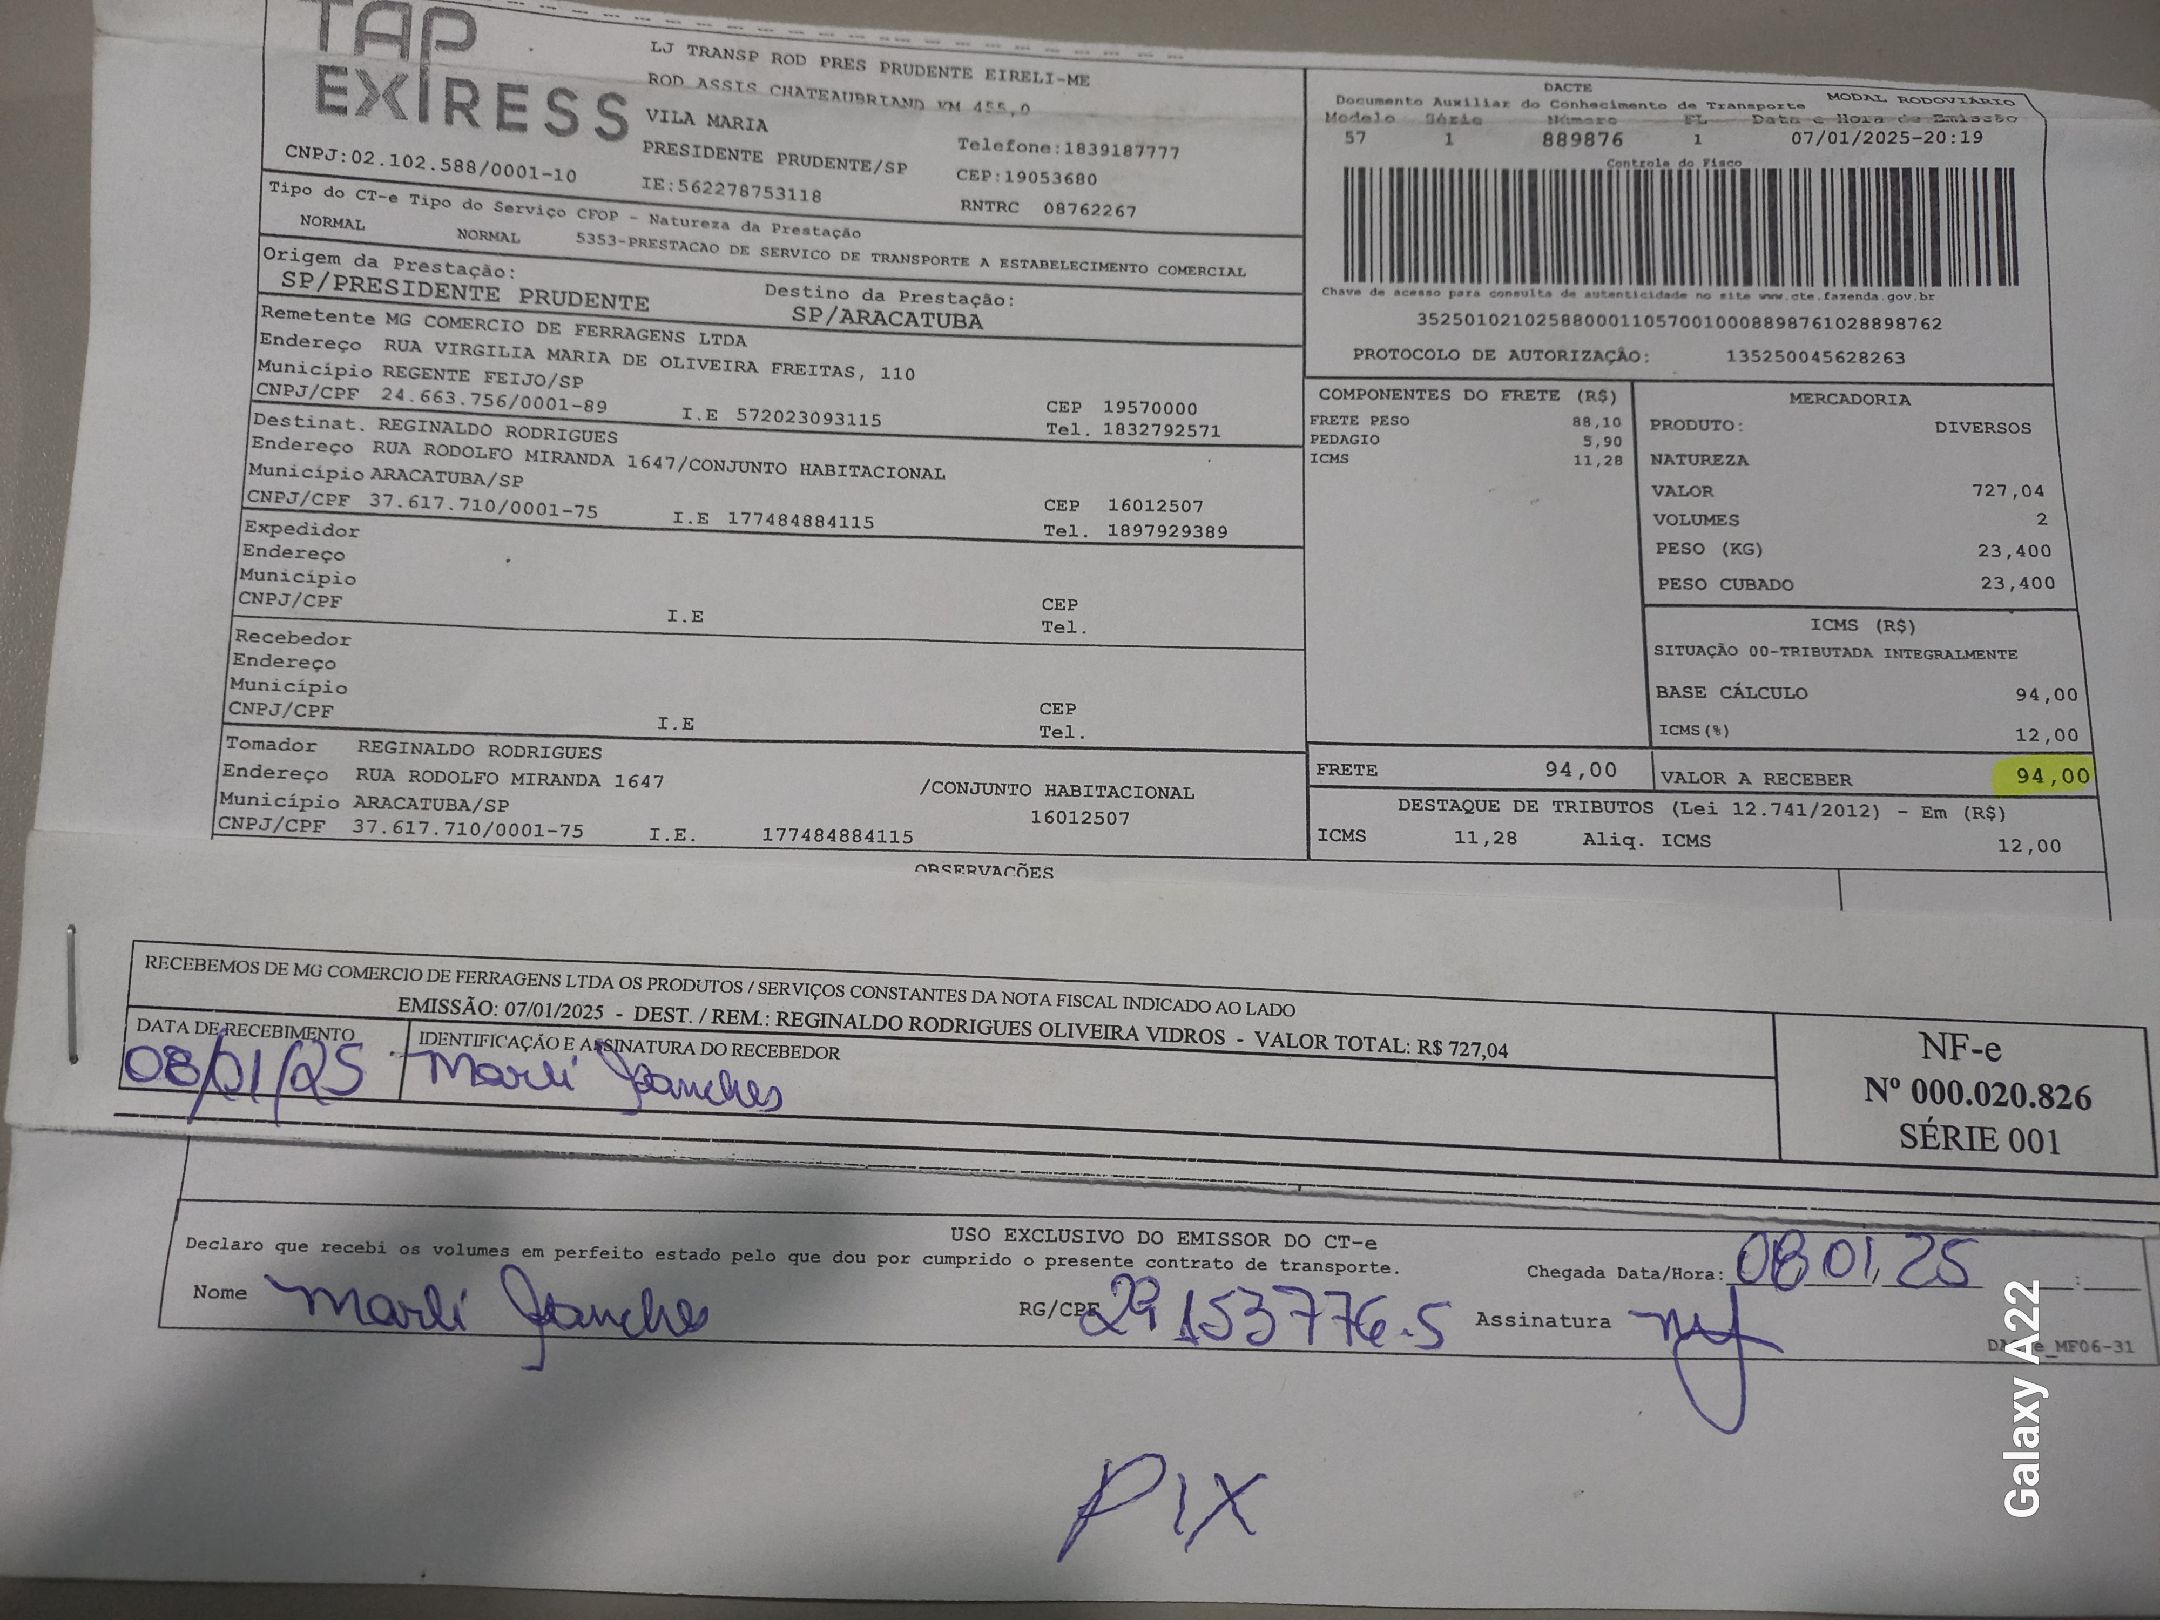 TAP
EXPRESS
CNPJ:02.102.588/0001-10
LJ TRANSP ROD PRES PRUDENTE EIRELI-ME
ROD ASSIS CHATEAUBRIAND KM 455,0
VILA MARIA
PRESIDENTE PRUDENTE/SP
IE:562278753118
Telefone:1839187777
CEP:19053680
RNTRC 08762267
DACTE
Documento Auxiliar do Conhecimento de Transporte MODAL RODOVIÁRIO
Modelo Série Número FL Data e Hora de Emissão
57 1 889876 1 07/01/2025-20:19
Controle do Fisco
Chave de acesso para consulta de autenticidade no site www.cte.fazenda.gov.br
35250102102588000110570010008898761028898762
PROTOCOLO DE AUTORIZAÇÃO: 135250045628263
Tipo do CT-e Tipo do Serviço CFOP - Natureza da Prestação
NORMAL NORMAL 5353-PRESTACAO DE SERVICO DE TRANSPORTE A ESTABELECIMENTO COMERCIAL
Origem da Prestação: Destino da Prestação:
SP/PRESIDENTE PRUDENTE SP/ARACATUBA
Remetente MG COMERCIO DE FERRAGENS LTDA
Endereço RUA VIRGILIA MARIA DE OLIVEIRA FREITAS, 110
Município REGENTE FEIJO/SP CEP 19570000
CNPJ/CPF 24.663.756/0001-89 I.E 572023093115 Tel. 1832792571
Destinat. REGINALDO RODRIGUES
Endereço RUA RODOLFO MIRANDA 1647/CONJUNTO HABITACIONAL
Município ARACATUBA/SP CEP 16012507
CNPJ/CPF 37.617.710/0001-75 I.E 177484884115 Tel. 1897929389
Expedidor
Endereço
Município CEP
CNPJ/CPF I.E Tel.
Recebedor
Endereço
Município CEP
CNPJ/CPF I.E Tel.
Tomador REGINALDO RODRIGUES
Endereço RUA RODOLFO MIRANDA 1647 /CONJUNTO HABITACIONAL
Município ARACATUBA/SP 16012507
CNPJ/CPF 37.617.710/0001-75 I.E. 177484884115
COMPONENTES DO FRETE (R$)
FRETE PESO 88,10
PEDAGIO 5,90
ICMS 11,28
MERCADORIA
PRODUTO: DIVERSOS
NATUREZA
VALOR 727,04
VOLUMES 2
PESO (KG) 23,400
PESO CUBADO 23,400
ICMS (R$)
SITUAÇÃO 00-TRIBUTADA INTEGRALMENTE
BASE CÁLCULO 94,00
ICMS(%) 12,00
FRETE 94,00 VALOR A RECEBER 94,00
DESTAQUE DE TRIBUTOS (Lei 12.741/2012) - Em (R$)
ICMS 11,28 Aliq. ICMS 12,00
OBSERVAÇÕES
RECEBEMOS DE MG COMERCIO DE FERRAGENS LTDA OS PRODUTOS / SERVIÇOS CONSTANTES DA NOTA FISCAL INDICADO AO LADO
EMISSÃO: 07/01/2025 - DEST. / REM.: REGINALDO RODRIGUES OLIVEIRA VIDROS - VALOR TOTAL: R$ 727,04
DATA DE RECEBIMENTO IDENTIFICAÇÃO E ASSINATURA DO RECEBEDOR
08/01/25 Marli Sanches
NF-e
Nº 000.020.826
SÉRIE 001
USO EXCLUSIVO DO EMISSOR DO CT-e
Declaro que recebi os volumes em perfeito estado pelo que dou por cumprido o presente contrato de transporte. Chegada Data/Hora: 08 01 25 :
Nome Marli Sanches RG/CPF 29153776.5 Assinatura
MF06-31
PIX
Galaxy A22